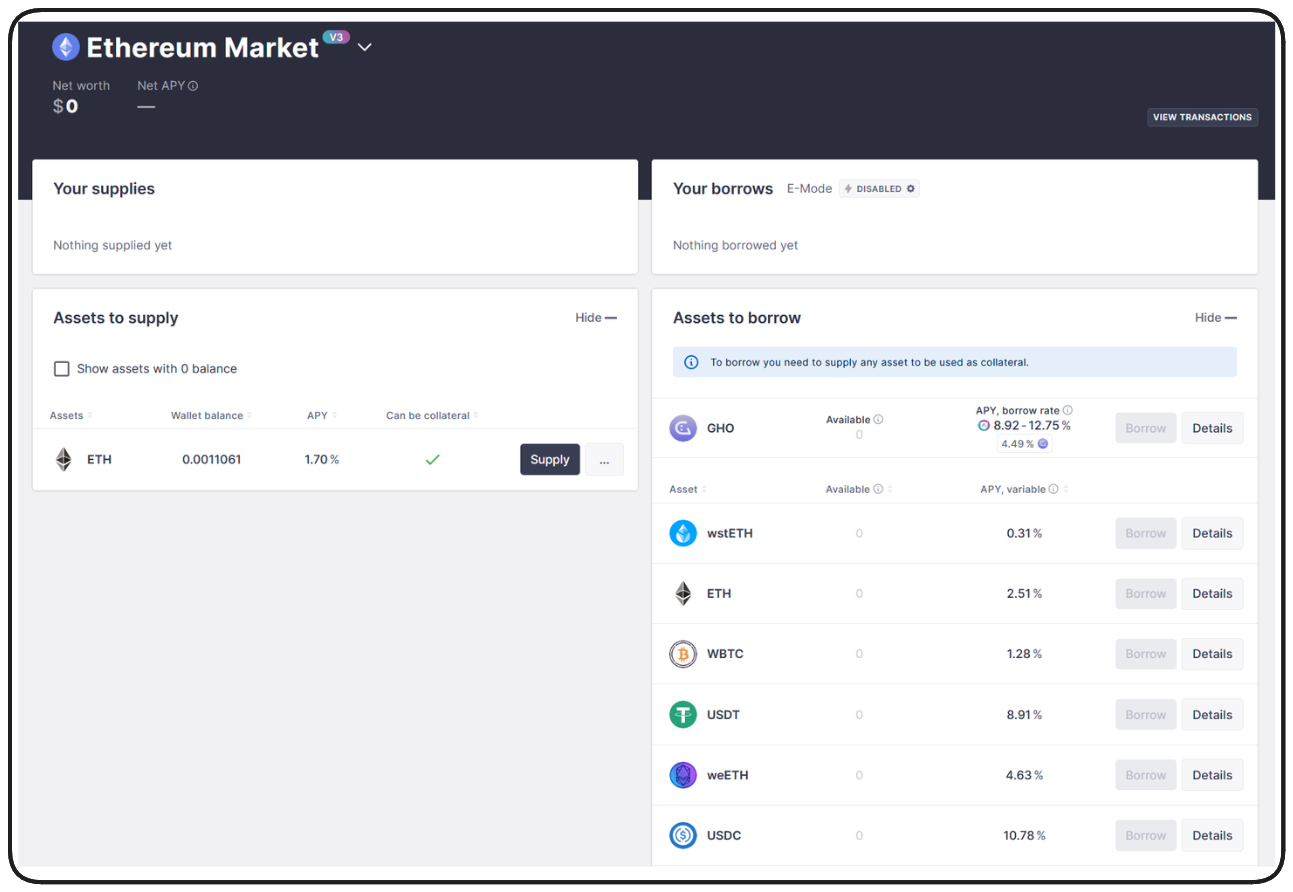 Ethereum Market V3
Net worth Net APY
$0 —
VIEW TRANSACTIONS
Your supplies
Nothing supplied yet
Your borrows E-Mode DISABLED
Nothing borrowed yet
Assets to supply Hide
Show assets with 0 balance
Assets Wallet balance APY Can be collateral
ETH 0.0011061 1.70 % Supply ...
Assets to borrow Hide
To borrow you need to supply any asset to be used as collateral.
GHO Available 0 APY, borrow rate 8.92 - 12.75 % 4.49 % Borrow Details
Asset Available APY, variable
wstETH 0 0.31 % Borrow Details
ETH 0 2.51 % Borrow Details
WBTC 0 1.28 % Borrow Details
USDT 0 8.91 % Borrow Details
weETH 0 4.63 % Borrow Details
USDC 0 10.78 % Borrow Details